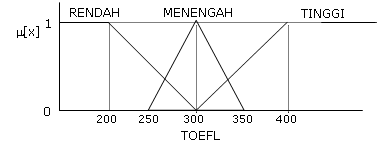 RENDAH MENENGAH TINGGI
1
μ[x]
0
200 250 300 350 400
TOEFL